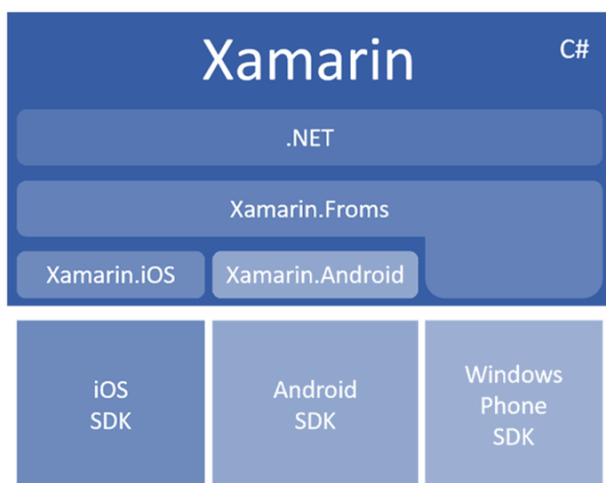 Xamarin
C#
.NET
Xamarin.Froms
Xamarin.iOS
Xamarin.Android
iOS
SDK
Android
SDK
Windows
Phone
SDK